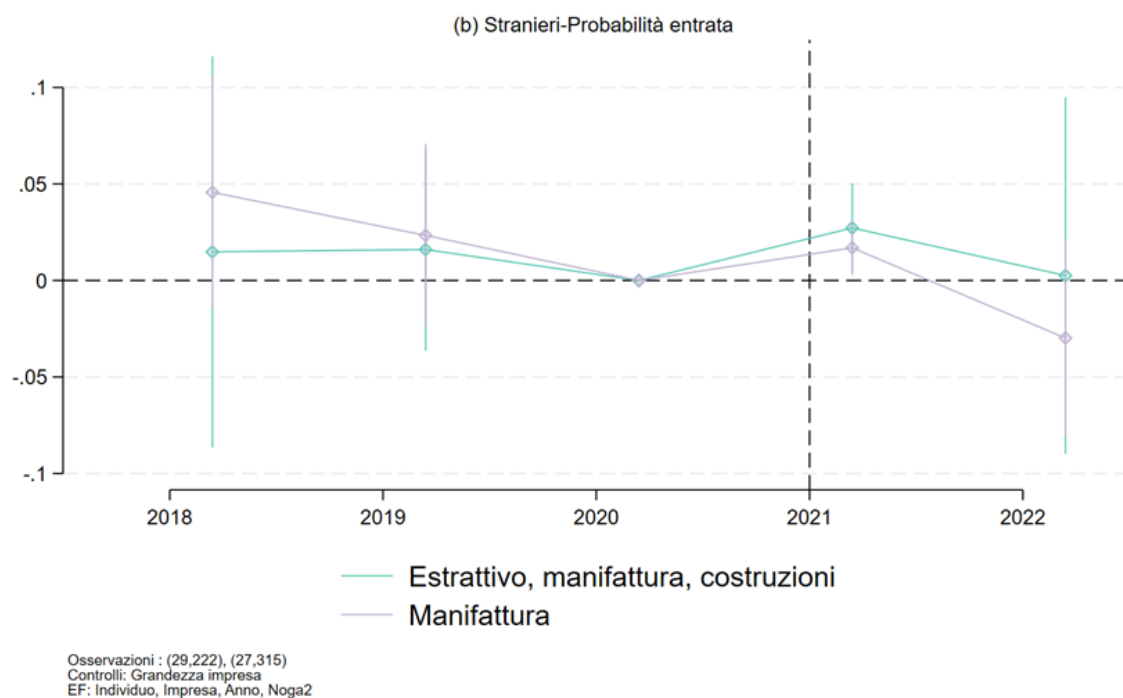 (b) Stranieri-Probabilità entrata
.1
.05
0
-.05
-.1
2018 2019 2020 2021 2022
Estrattivo, manifattura, costruzioni
Manifattura
Osservazioni : (29,222), (27,315)
Controlli: Grandezza impresa
EF: Individuo, Impresa, Anno, Noga2